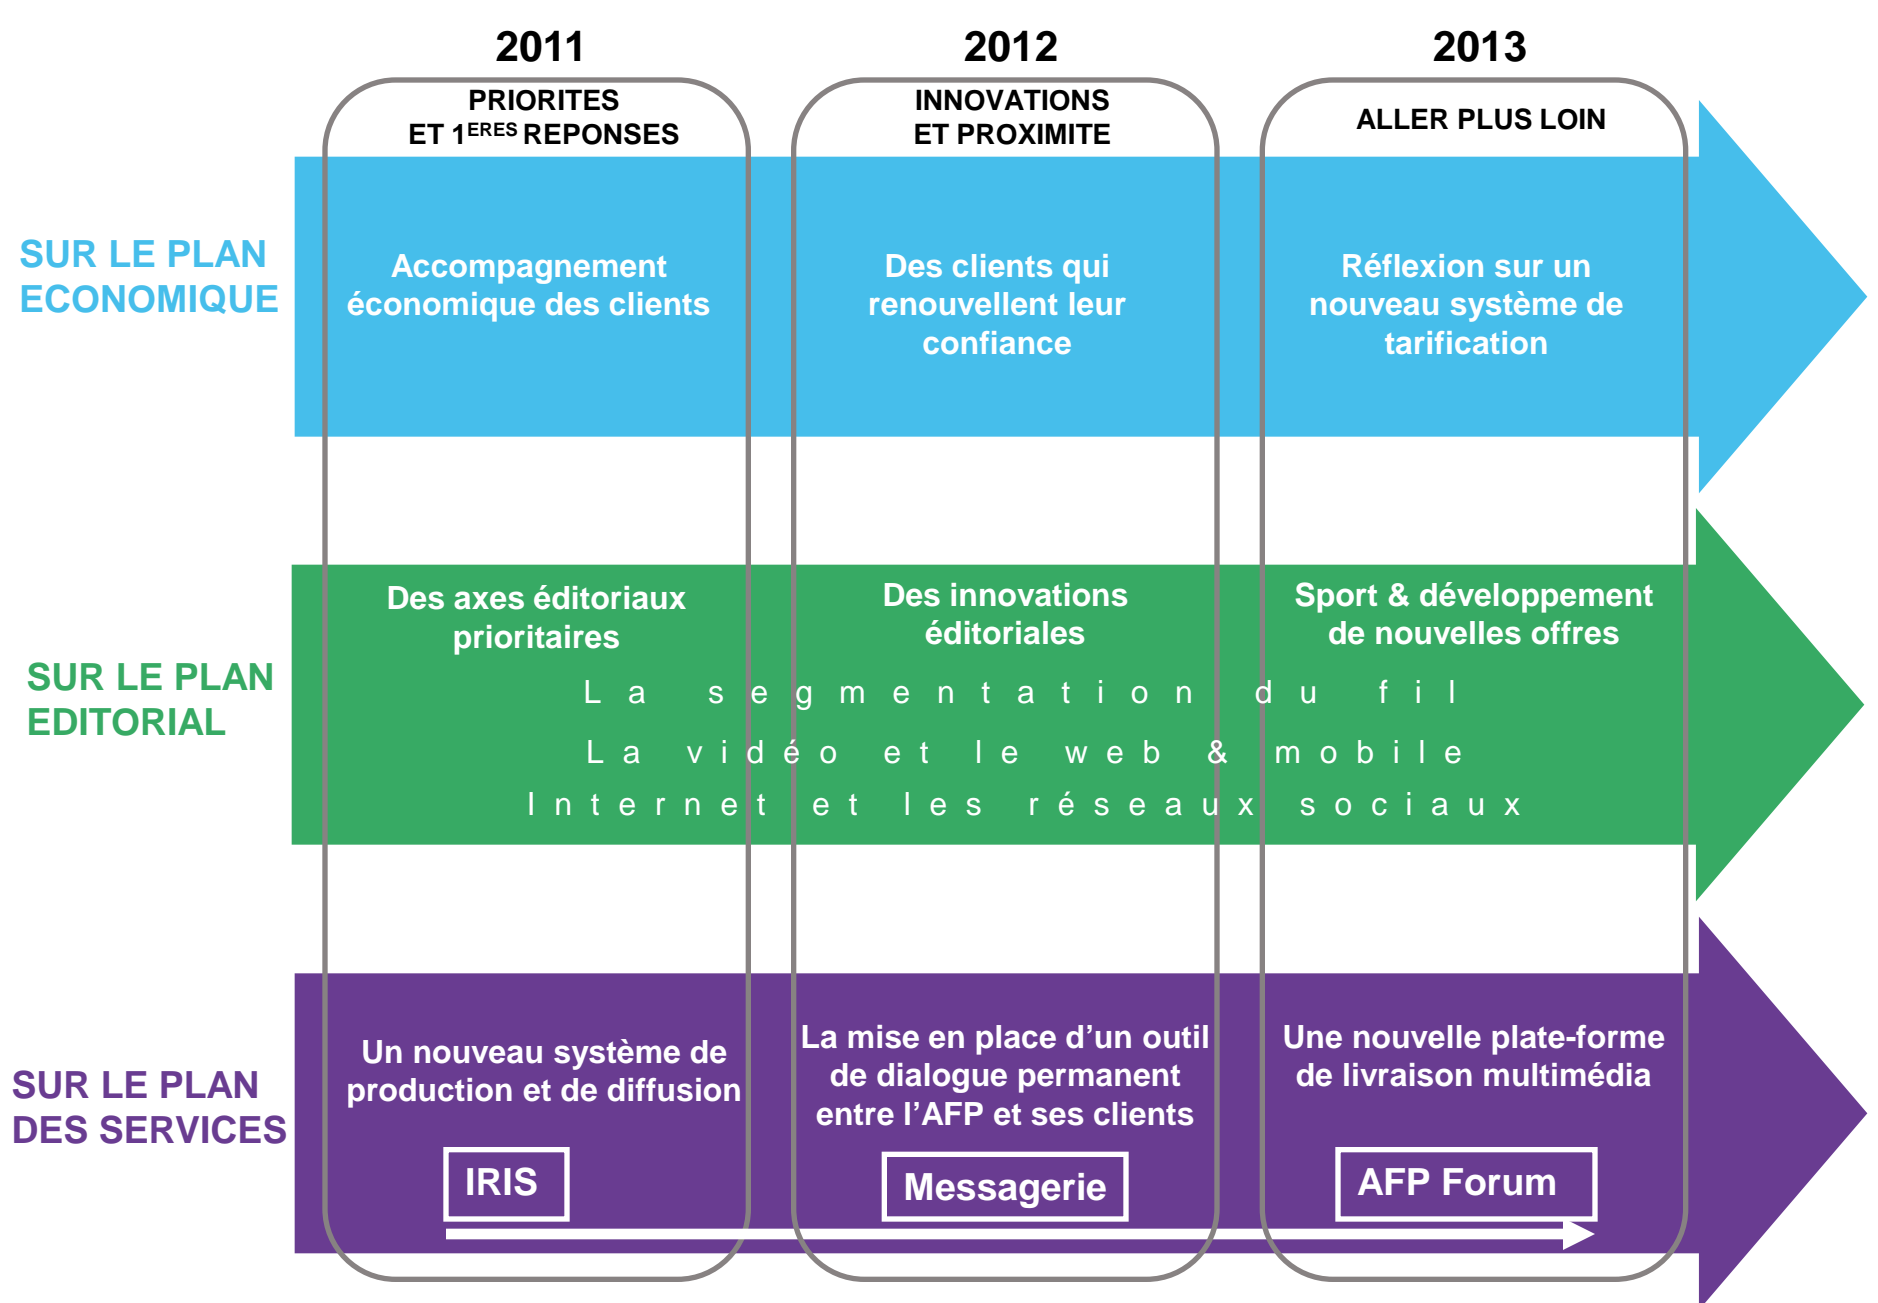 2011
2012
2013
PRIORITES
ET 1ERES REPONSES
INNOVATIONS
ET PROXIMITE
ALLER PLUS LOIN
SUR LE PLAN
ECONOMIQUE
Accompagnement
économique des clients
Des clients qui
renouvellent leur
confiance
Réflexion sur un
nouveau système de
tarification
SUR LE PLAN
EDITORIAL
Des axes éditoriaux
prioritaires
Des innovations
éditoriales
Sport & développement
de nouvelles offres
La segmentation du fil
La vidéo et le web & mobile
Internet et les réseaux sociaux
SUR LE PLAN
DES SERVICES
Un nouveau système de
production et de diffusion
IRIS
La mise en place d’un outil
de dialogue permanent
entre l’AFP et ses clients
Messagerie
Une nouvelle plate-forme
de livraison multimédia
AFP Forum